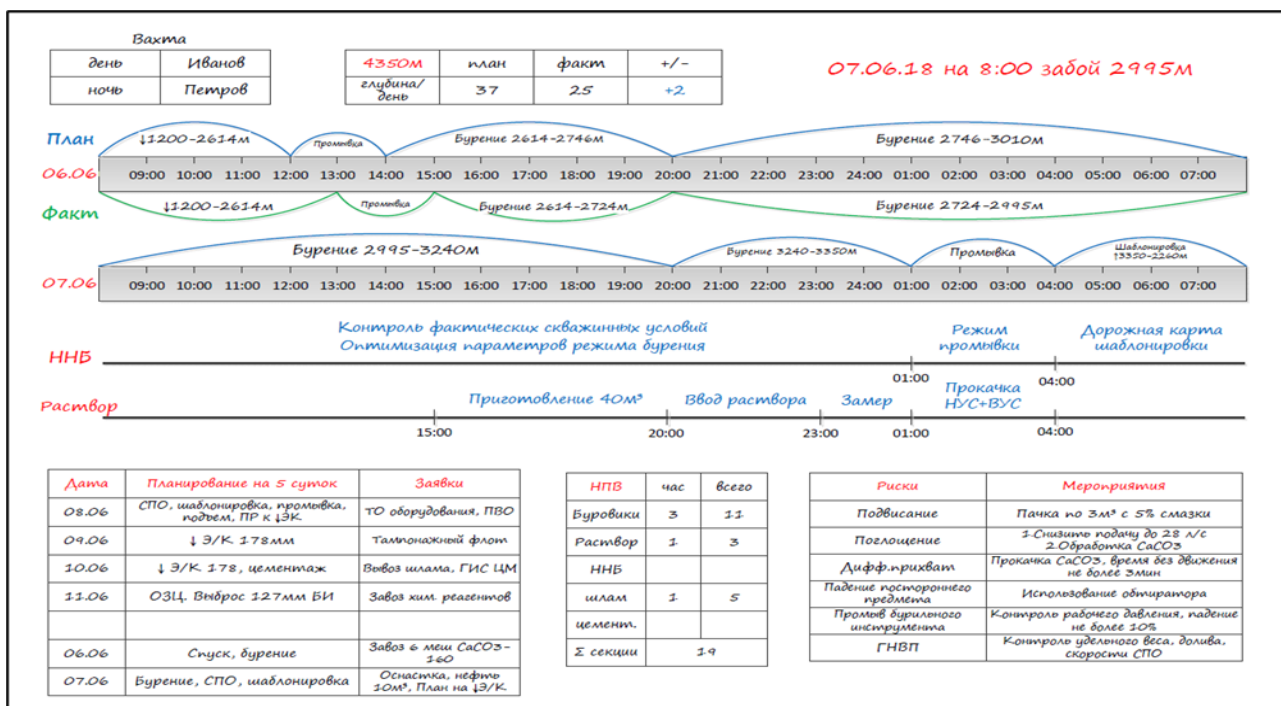 Вахта
день Иванов
ночь Петров
4350м план факт +/-
глубина/
день 37 25 +2
07.06.18 на 8:00 забой 2995м
План
↓1200-2614м Промывка Бурение 2614-2746м Бурение 2746-3010м
06.06 09:00 10:00 11:00 12:00 13:00 14:00 15:00 16:00 17:00 18:00 19:00 20:00 21:00 22:00 23:00 24:00 01:00 02:00 03:00 04:00 05:00 06:00 07:00
Факт
↓1200-2614м Промывка Бурение 2614-2724м Бурение 2724-2995м
Бурение 2995-3240м Бурение 3240-3350м Промывка Шаблонировка
↑3350-2260м
07.06 09:00 10:00 11:00 12:00 13:00 14:00 15:00 16:00 17:00 18:00 19:00 20:00 21:00 22:00 23:00 24:00 01:00 02:00 03:00 04:00 05:00 06:00 07:00
ННБ
Контроль фактических скважинных условий
Оптимизация параметров режима бурения
Режим
промывки
Дорожная карта
шаблонировки
01:00 04:00
Раствор
Приготовление 40м³ Ввод раствора Замер Прокачка
НУС+ВУС
15:00 20:00 23:00 01:00 04:00
Дата Планирование на 5 суток Заявки
08.06 СПО, шаблонировка, промывка,
подъем, ПР к ↓ЭК. ТО оборудования, ПВО
09.06 ↓ Э/К 178мм Тампонажный флот
10.06 ↓ Э/К 178, цементаж Вывоз шлама, ГИС ЦМ
11.06 ОЗЦ. Выброс 127мм БИ Завоз хим. реагентов
06.06 Спуск, бурение Завоз 6 меш CaCO3-
160
07.06 Бурение, СПО, шаблонировка Оснастка, нефть
10м³, План на ↓Э/К
НПВ час всего
Буровики 3 11
Раствор 1 3
ННБ
шлам 1 5
цемент.
Σ секции 19
Риски Мероприятия
Подвисание Пачка по 3м³ с 5% смазки
Поглощение 1.Снизить подачу до 28 л/с
2.Обработка CaCO3
Дифф.прихват Прокачка CaCO3, время без движения
не более 3мин
Падение постороннего
предмета Использование обтиратора
Промыв бурильного
инструмента Контроль рабочего давления, падение
не более 10%
ГНВП Контроль удельного веса, долива,
скорости СПО